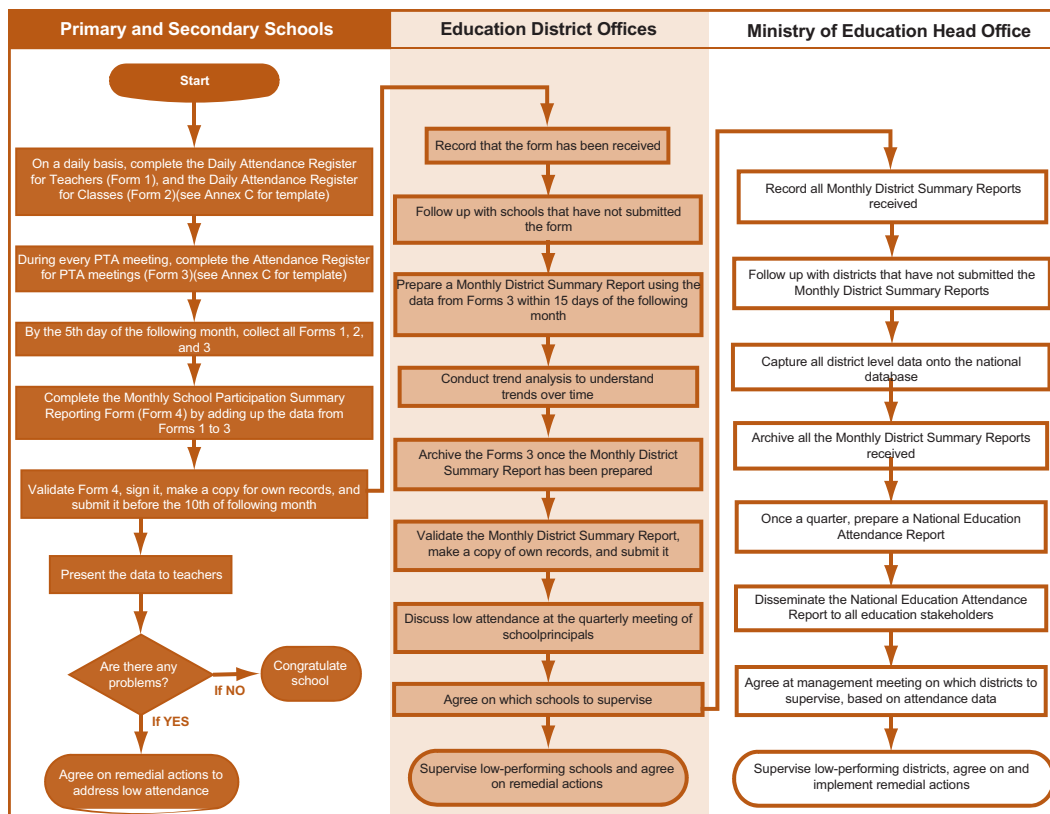 Primary and Secondary Schools
Start
On a daily basis, complete the Daily Attendance Register
for Teachers (Form 1), and the Daily Attendance Register
for Classes (Form 2)(see Annex C for template)
During every PTA meeting, complete the Attendance Register
for PTA meetings (Form 3)(see Annex C for template)
By the 5th day of the following month, collect all Forms 1, 2,
and 3
Complete the Monthly School Participation Summary
Reporting Form (Form 4) by adding up the data from
Forms 1 to 3
Validate Form 4, sign it, make a copy for own records, and
submit it before the 10th of following month
Present the data to teachers
Are there any
problems?
If NO
Congratulate
school
If YES
Agree on remedial actions to
address low attendance
Education District Offices
Record that the form has been received
Follow up with schools that have not submitted
the form
Prepare a Monthly District Summary Report using the
data from Forms 3 within 15 days of the following
month
Conduct trend analysis to understand
trends over time
Archive the Forms 3 once the Monthly District
Summary Report has been prepared
Validate the Monthly District Summary Report,
make a copy of own records, and submit it
Discuss low attendance at the quarterly meeting of
schoolprincipals
Agree on which schools to supervise
Supervise low-performing schools and agree
on remedial actions
Ministry of Education Head Office
Record all Monthly District Summary Reports
received
Follow up with districts that have not submitted the
Monthly District Summary Reports
Capture all district level data onto the national
database
Archive all the Monthly District Summary Reports
received
Once a quarter, prepare a National Education
Attendance Report
Disseminate the National Education Attendance
Report to all education stakeholders
Agree at management meeting on which districts to
supervise, based on attendance data
Supervise low-performing districts, agree on and
implement remedial actions